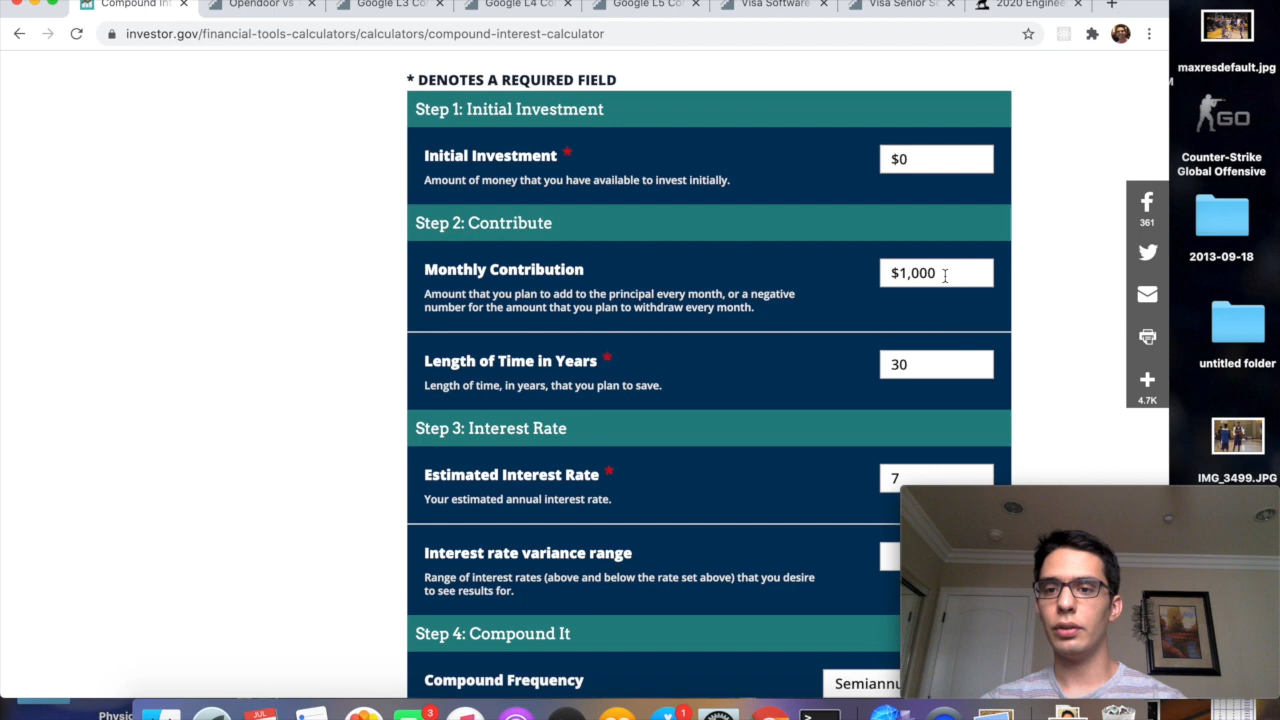 Compound Int
Opendoor vs
Google L3 Co
Google L4 Co
Google L5 Co
Visa Software
Visa Senior S
2020 Enginee
investor.gov/financial-tools-calculators/calculators/compound-interest-calculator
* DENOTES A REQUIRED FIELD
Step 1: Initial Investment
Initial Investment *
$0
Amount of money that you have available to invest initially.
Step 2: Contribute
Monthly Contribution
$1,000
Amount that you plan to add to the principal every month, or a negative
number for the amount that you plan to withdraw every month.
Length of Time in Years *
30
Length of time, in years, that you plan to save.
Step 3: Interest Rate
Estimated Interest Rate *
7
Your estimated annual interest rate.
Interest rate variance range
Range of interest rates (above and below the rate set above) that you desire
to see results for.
Step 4: Compound It
Compound Frequency
Semiannu
361
4.7K
maxresdefault.jpg
M
GO
Counter-Strike
Global Offensive
2013-09-18
untitled folder
IMG_3499.JPG
Physic
JUL
3
1